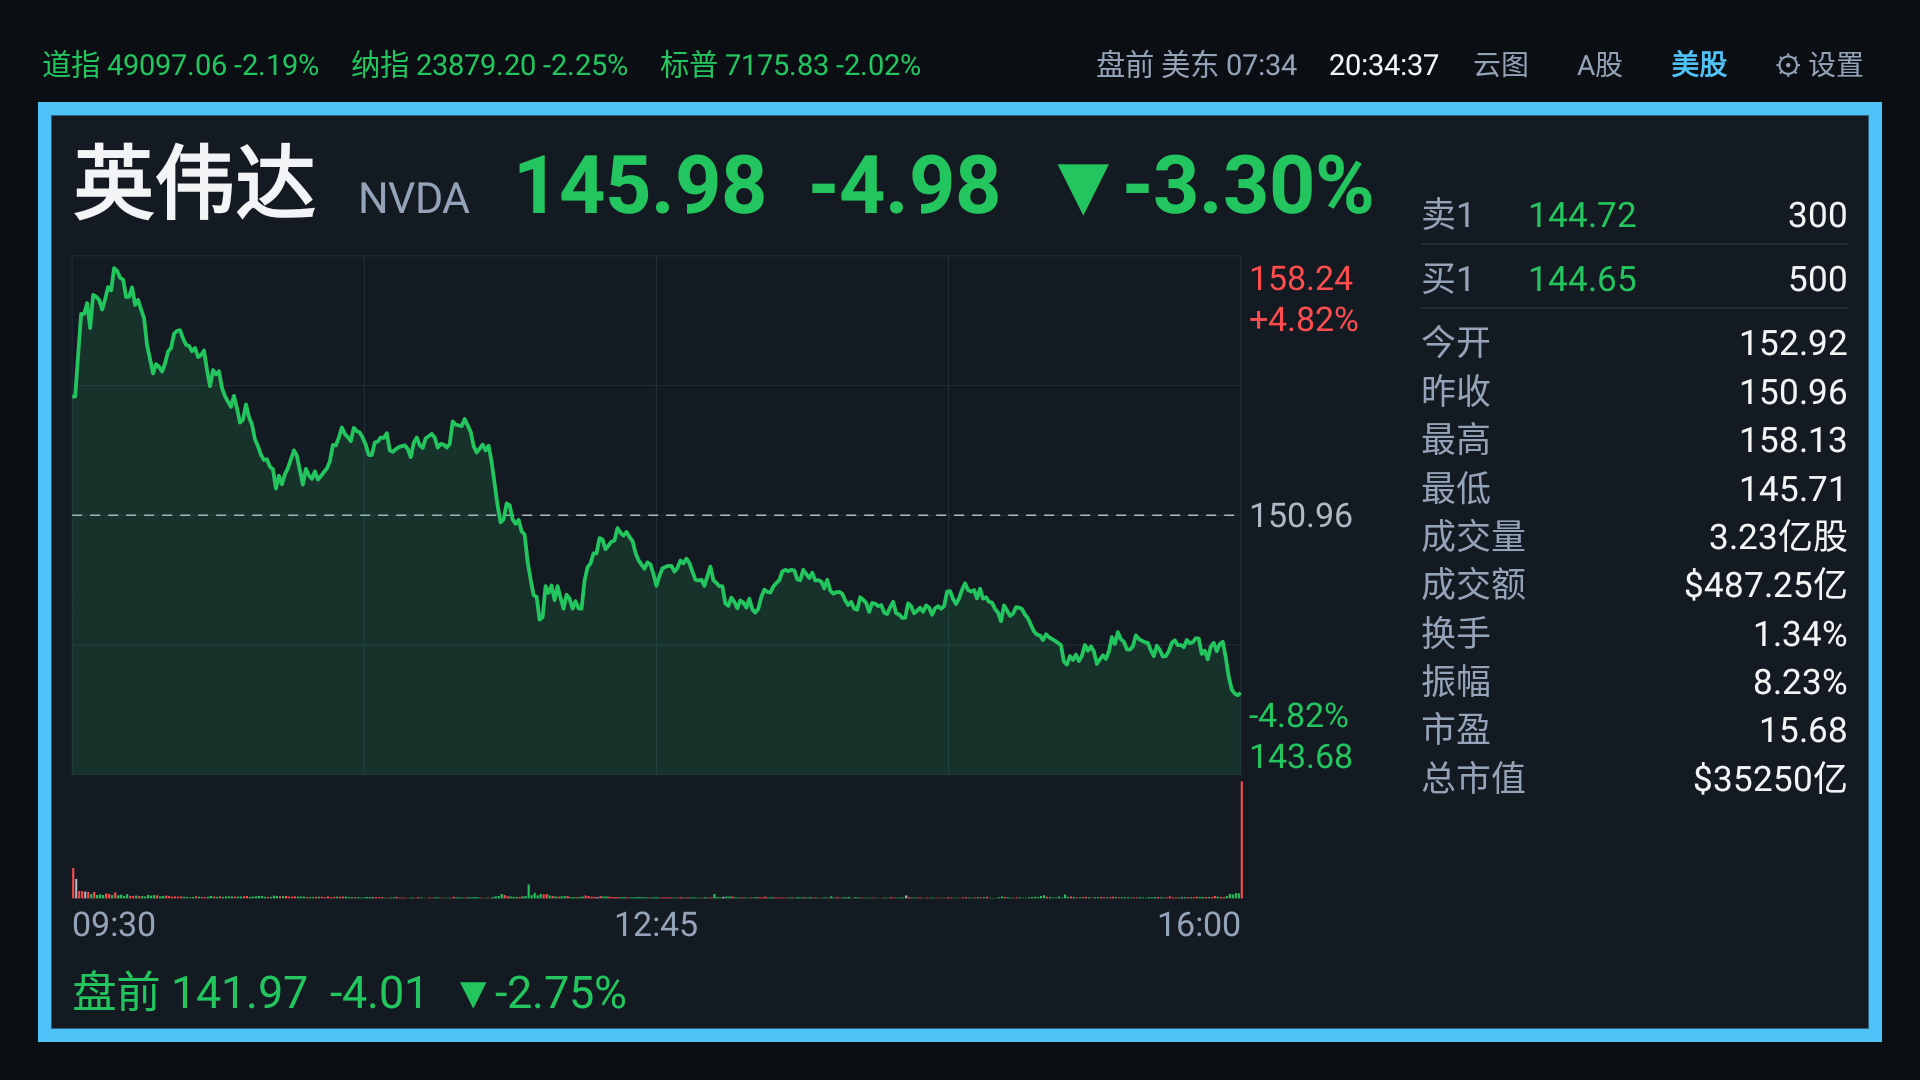 道指 49097.06 -2.19% 纳指 23879.20 -2.25% 标普 7175.83 -2.02% 盘前 美东 07:34 20:34:37 云图 A股 美股 设置
英伟达 NVDA 145.98 -4.98 ▼-3.30%
158.24
+4.82%
150.96
-4.82%
143.68
09:30 12:45 16:00
盘前 141.97 -4.01 ▼-2.75%
卖1 144.72 300
买1 144.65 500
今开 152.92
昨收 150.96
最高 158.13
最低 145.71
成交量 3.23亿股
成交额 $487.25亿
换手 1.34%
振幅 8.23%
市盈 15.68
总市值 $35250亿